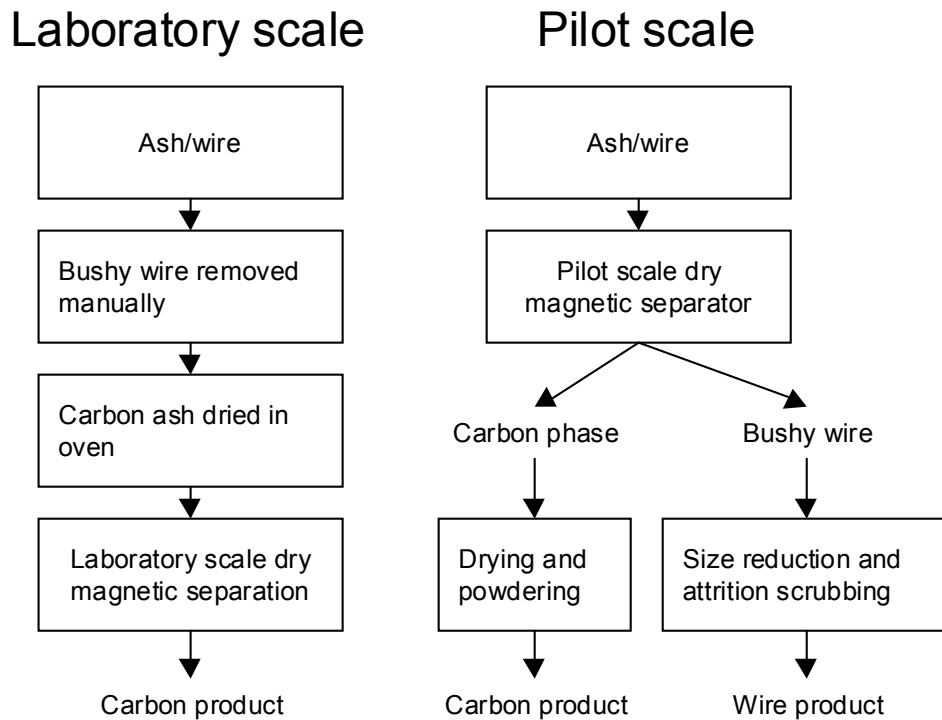 Laboratory scale
Ash/wire
Bushy wire removed
manually
Carbon ash dried in
oven
Laboratory scale dry
magnetic separation
Carbon product
Pilot scale
Ash/wire
Pilot scale dry
magnetic separator
Carbon phase
Bushy wire
Drying and
powdering
Size reduction and
attrition scrubbing
Carbon product
Wire product